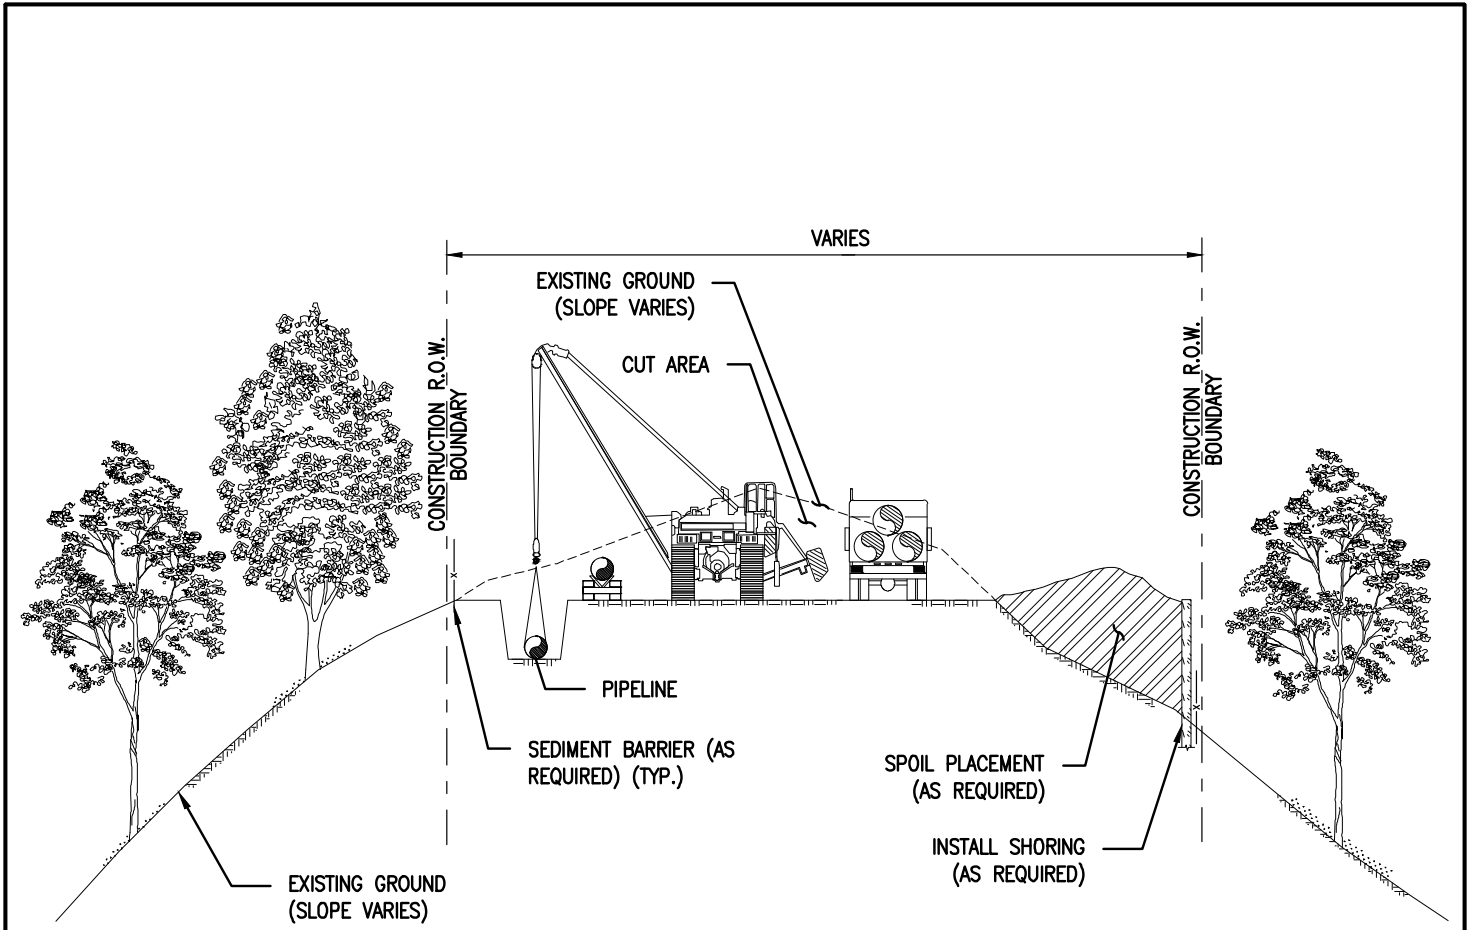 VARIES
EXISTING GROUND
(SLOPE VARIES)
CUT AREA
CONSTRUCTION R.O.W.
BOUNDARY
CONSTRUCTION R.O.W.
BOUNDARY
PIPELINE
SEDIMENT BARRIER (AS
REQUIRED) (TYP.)
SPOIL PLACEMENT
(AS REQUIRED)
INSTALL SHORING
(AS REQUIRED)
EXISTING GROUND
(SLOPE VARIES)